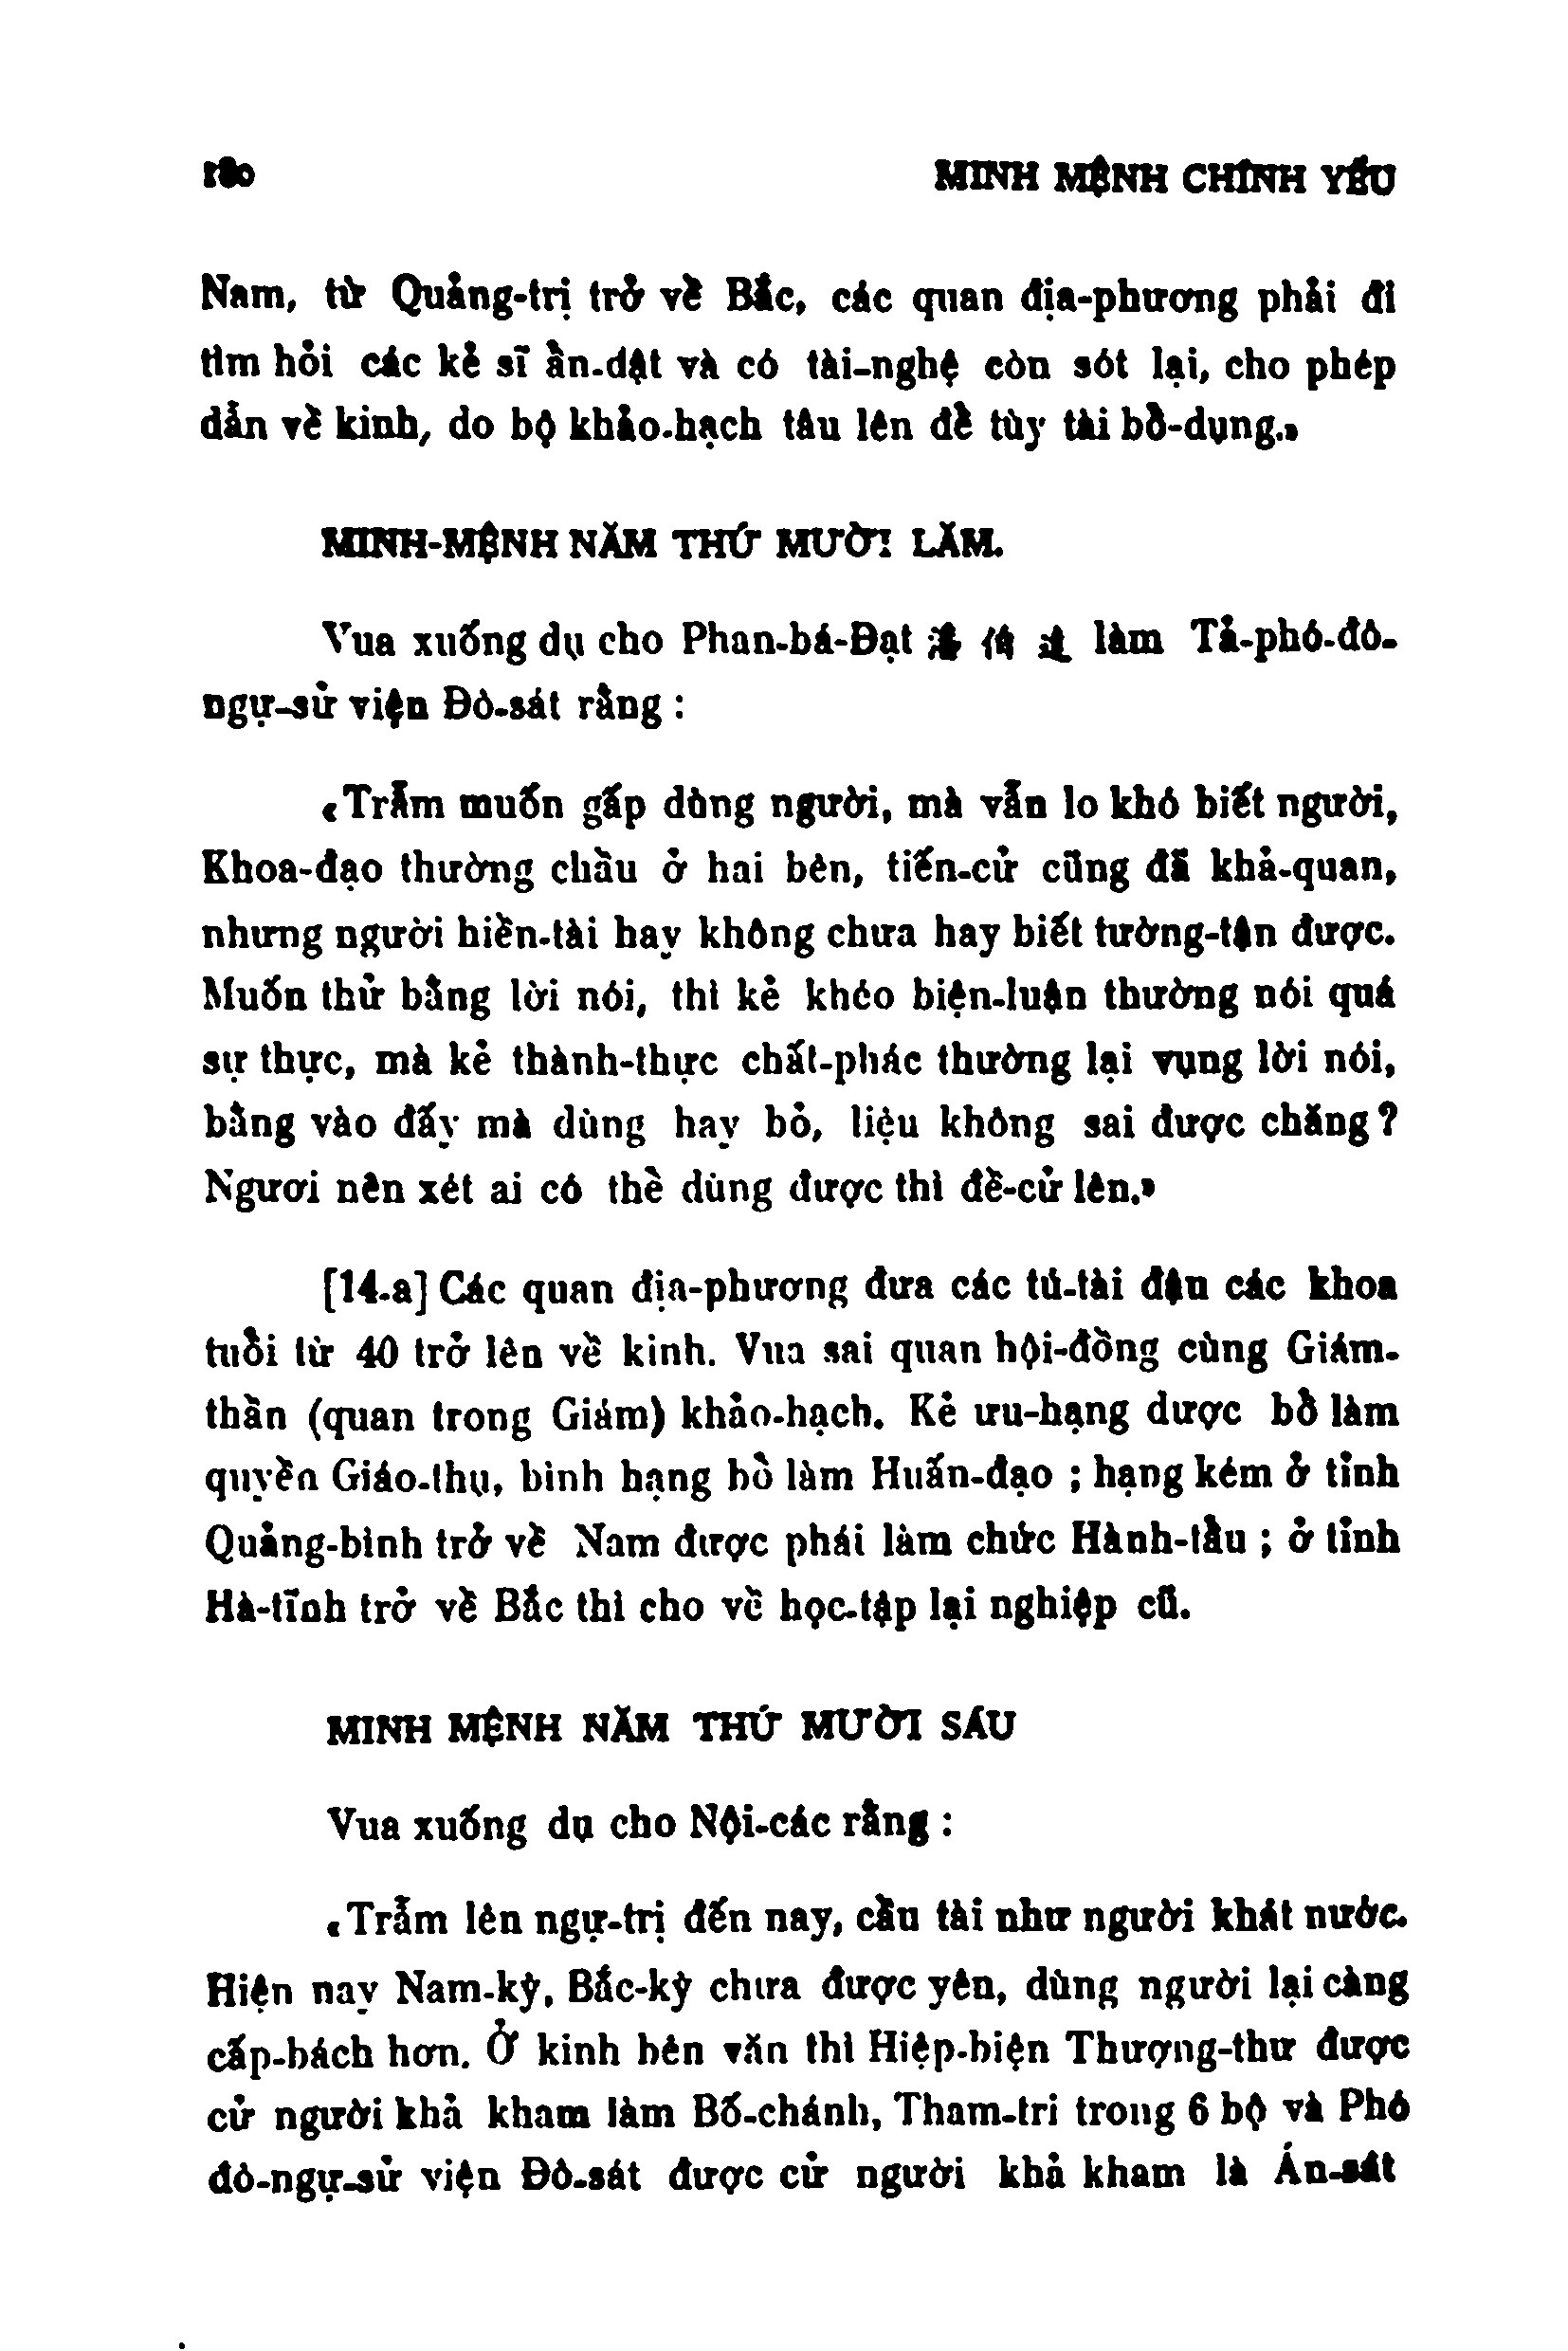 180 MINH MỆNH CHÍNH YẾU
Nam, từ Quảng-trị trở về Bắc, các quan địa-phương phải đi
tìm hỏi các kẻ sĩ ẩn-dật và có tài-nghệ còn sót lại, cho phép
dẫn về kinh, do bộ khảo-hạch tâu lên để tùy tài bổ-dụng.»
MINH-MỆNH NĂM THỨ MƯỜI LĂM.
Vua xuống dụ cho Phan-bá-Đạt 潘 伯 達 làm Tả-phó-đô-
ngự-sử viện Đô-sát rằng :
«Trẫm muốn gấp dùng người, mà vẫn lo khó biết người,
Khoa-đạo thường chầu ở hai bên, tiến-cử cũng đã khả-quan,
nhưng người hiền-tài hay không chưa hay biết tường-tận được.
Muốn thử bằng lời nói, thì kẻ khéo biện-luận thường nói quá
sự thực, mà kẻ thành-thực chất-phác thường lại vụng lời nói,
bằng vào đấy mà dùng hay bỏ, liệu không sai được chăng?
Ngươi nên xét ai có thể dùng được thì đề-cử lên.»
[14.a] Các quan địa-phương đưa các tú-tài đậu các khoa
tuổi từ 40 trở lên về kinh. Vua sai quan hội-đồng cùng Giám-
thần (quan trong Giám) khảo-hạch. Kẻ ưu-hạng dược bổ làm
quyền Giáo-thụ, bình hạng bổ làm Huấn-đạo ; hạng kém ở tỉnh
Quảng-bình trở về Nam được phái làm chức Hành-tẩu ; ở tỉnh
Hà-tĩnh trở về Bắc thì cho về học-tập lại nghiệp cũ.
MINH MỆNH NĂM THỨ MƯỜI SÁU
Vua xuống dụ cho Nội-các rằng :
«Trẫm lên ngự-trị đến nay, cầu tài như người khát nước.
Hiện nay Nam-kỳ, Bắc-kỳ chưa được yên, dùng người lại càng
cấp-bách hơn. Ở kinh bên văn thì Hiệp-biện Thượng-thư được
cử người khả kham làm Bố-chánh, Tham-tri trong 6 bộ và Phó
đô-ngự-sử viện Đô-sát được cử người khả kham là Án-sát